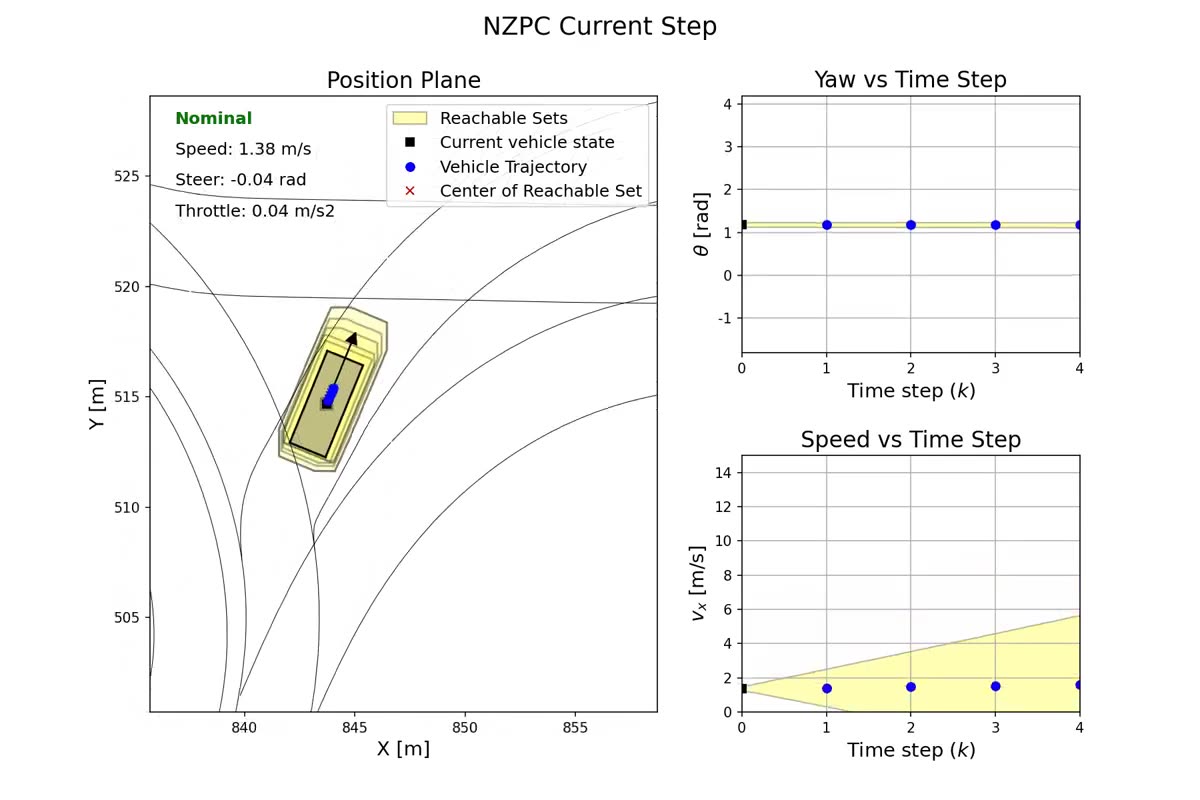 NZPC Current Step
Position Plane
Nominal
Speed: 1.38 m/s
Steer: -0.04 rad
Throttle: 0.04 m/s2
Reachable Sets
Current vehicle state
Vehicle Trajectory
Center of Reachable Set
525
520
515
510
505
Y [m]
840
845
850
855
X [m]
Yaw vs Time Step
4
3
2
1
0
-1
θ [rad]
0
1
2
3
4
Time step (k)
Speed vs Time Step
14
12
10
8
6
4
2
0
vₓ [m/s]
0
1
2
3
4
Time step (k)